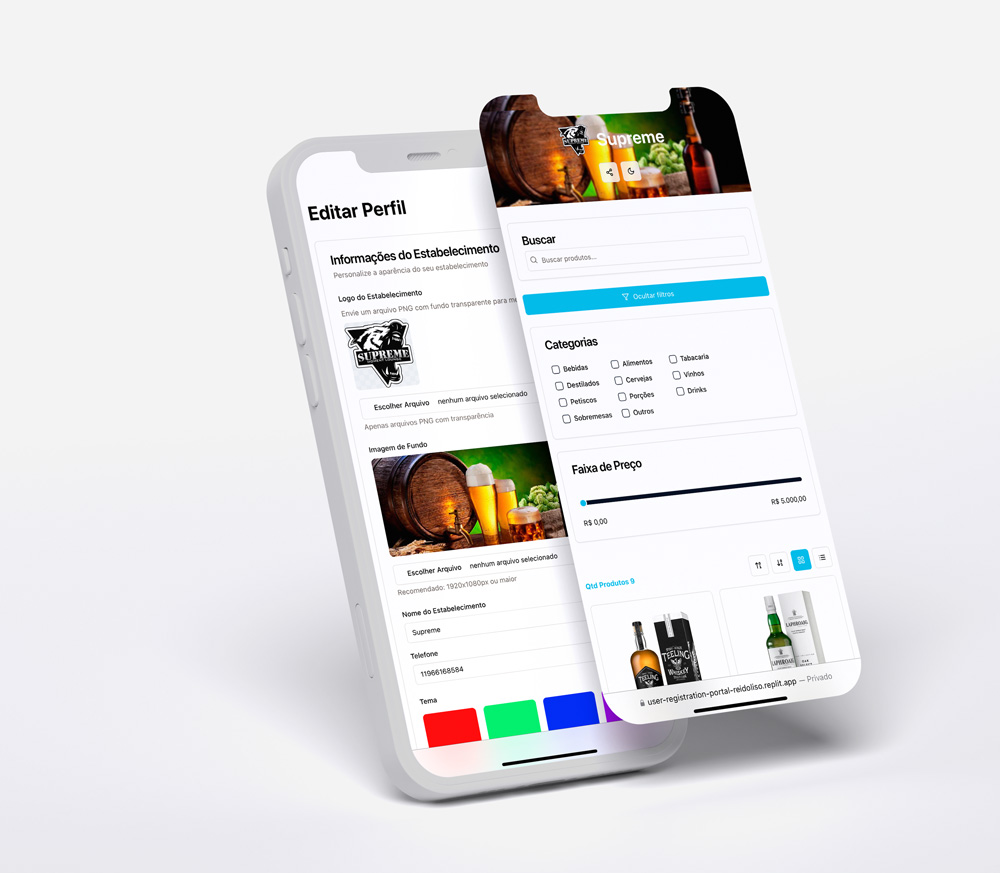 Editar Perfil
Informações do Estabelecimento
Personalize a aparência do seu estabelecimento
Logo do Estabelecimento
Envie um arquivo PNG com fundo transparente para
SUPREME
Escolher Arquivo nenhum arquivo selecionado
Apenas arquivos PNG com transparência
Imagem de Fundo
Escolher Arquivo nenhum arquivo selecionado
Recomendado: 1920x1080px ou maior
Nome do Estabelecimento
Supreme
Telefone
11966168584
Tema
SUPREME
Supreme
Buscar
Buscar produtos...
Ocultar filtros
Categorias
Bebidas Alimentos Tabacaria
Destilados Cervejas Vinhos
Petiscos Porções Drinks
Sobremesas Outros
Faixa de Preço
R$ 0,00 R$ 5.000,00
Qtd Produtos 9
TEELING
WHISKEY
TEELING
LAPHROAIG
LAPHROAIG
user-registration-portal-reidoliso.replit.app — Privado